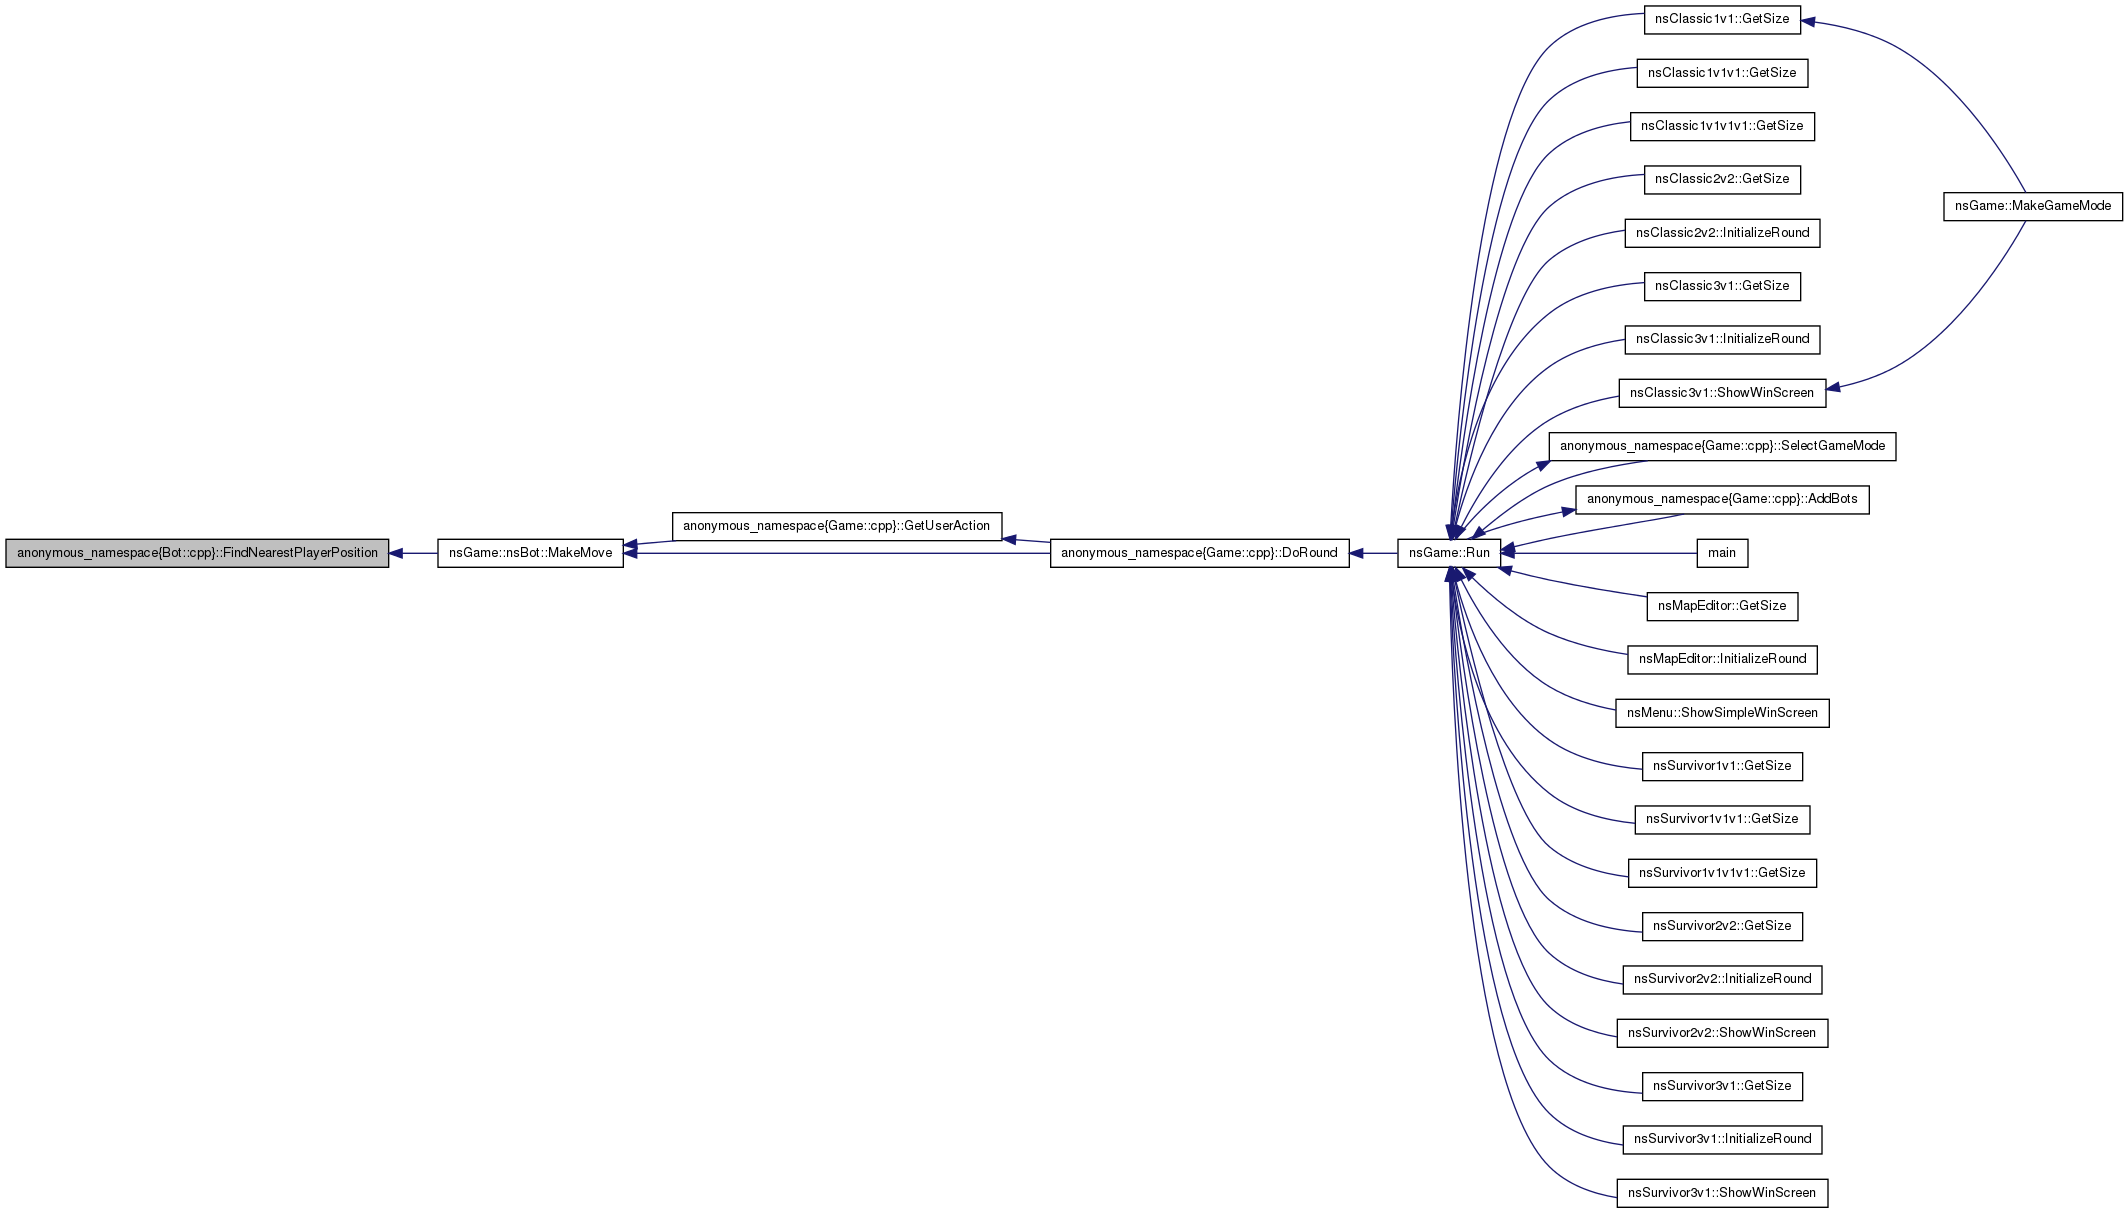 anonymous_namespace{Bot::cpp}::FindNearestPlayerPosition
nsGame::nsBot::MakeMove
anonymous_namespace{Game::cpp}::GetUserAction
anonymous_namespace{Game::cpp}::DoRound
nsGame::Run
nsClassic1v1::GetSize
nsClassic1v1v1::GetSize
nsClassic1v1v1v1::GetSize
nsClassic2v2::GetSize
nsClassic2v2::InitializeRound
nsClassic3v1::GetSize
nsClassic3v1::InitializeRound
nsClassic3v1::ShowWinScreen
anonymous_namespace{Game::cpp}::SelectGameMode
anonymous_namespace{Game::cpp}::AddBots
main
nsMapEditor::GetSize
nsMapEditor::InitializeRound
nsMenu::ShowSimpleWinScreen
nsSurvivor1v1::GetSize
nsSurvivor1v1v1::GetSize
nsSurvivor1v1v1v1::GetSize
nsSurvivor2v2::GetSize
nsSurvivor2v2::InitializeRound
nsSurvivor2v2::ShowWinScreen
nsSurvivor3v1::GetSize
nsSurvivor3v1::InitializeRound
nsSurvivor3v1::ShowWinScreen
nsGame::MakeGameMode